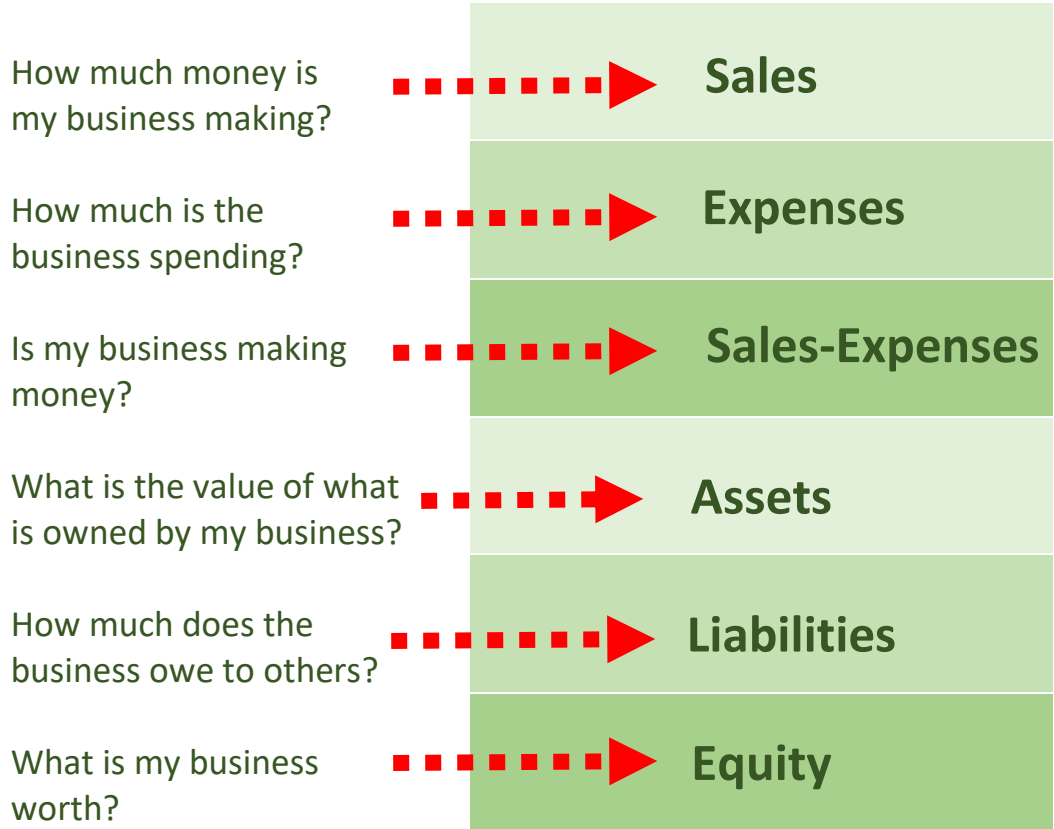 How much money is
my business making?
Sales
How much is the
business spending?
Expenses
Is my business making
money?
Sales-Expenses
What is the value of what
is owned by my business?
Assets
How much does the
business owe to others?
Liabilities
What is my business
worth?
Equity